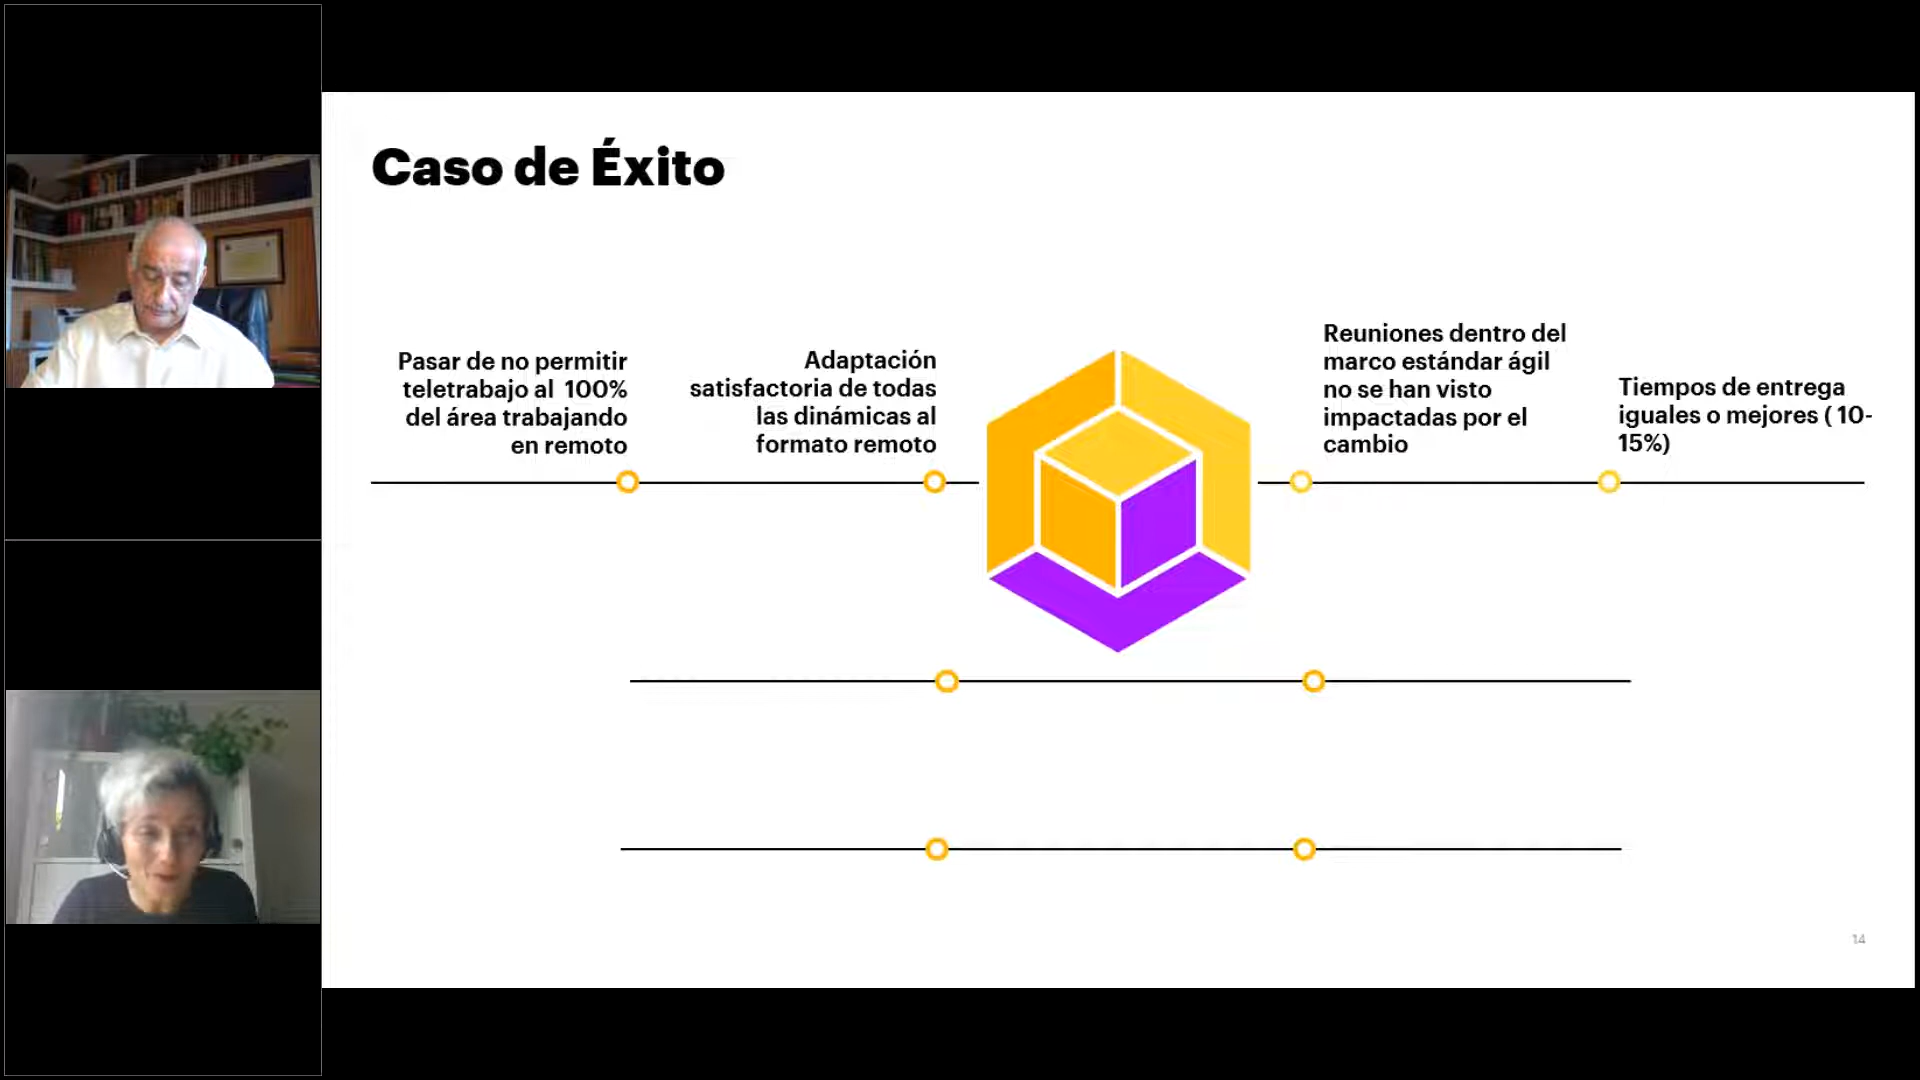 Caso de Éxito
Pasar de no permitir
teletrabajo al 100%
del área trabajando
en remoto
Adaptación
satisfactoria de todas
las dinámicas al
formato remoto
Reuniones dentro del
marco estándar ágil
no se han visto
impactadas por el
cambio
Tiempos de entrega
iguales o mejores ( 10-
15%)
14